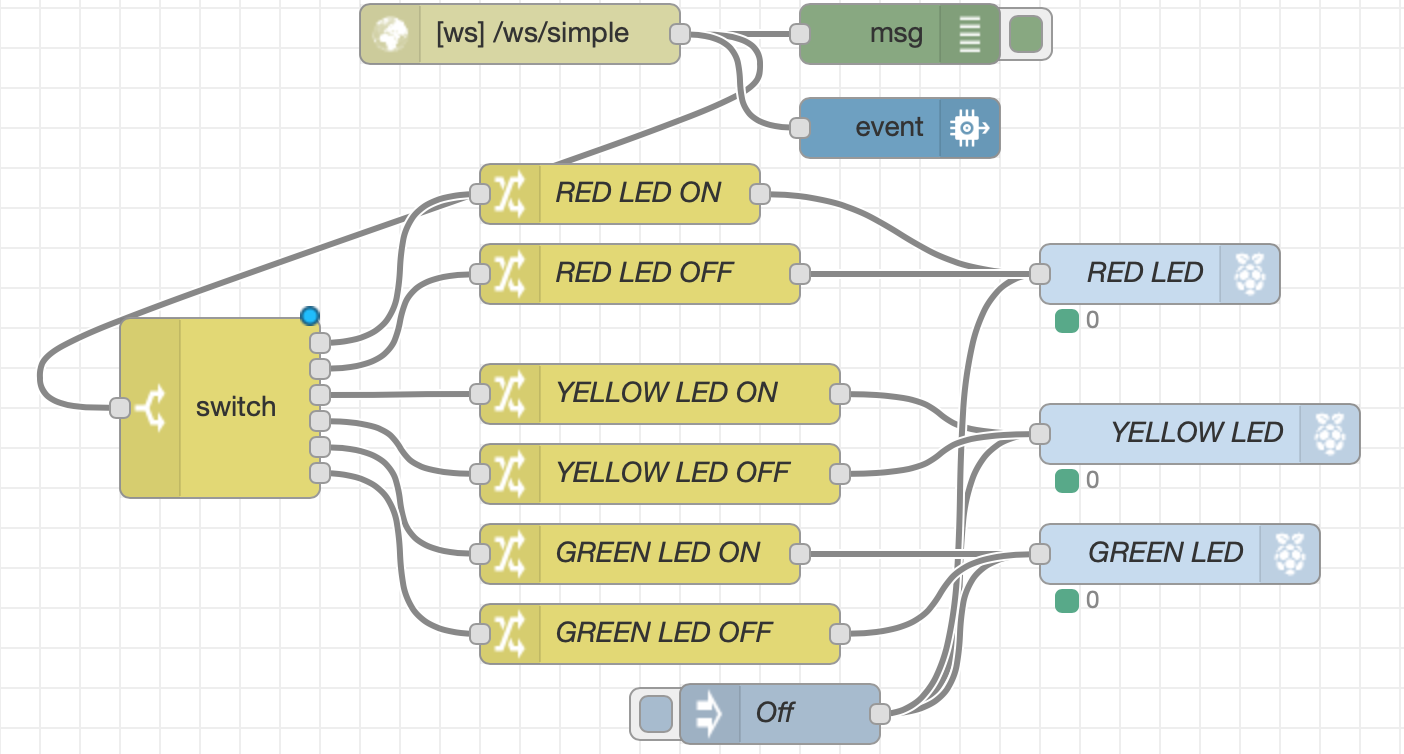 [ws] /ws/simple
msg
event
RED LED ON
RED LED OFF
RED LED
0
switch
YELLOW LED ON
YELLOW LED
YELLOW LED OFF
0
GREEN LED ON
GREEN LED
0
GREEN LED OFF
Off